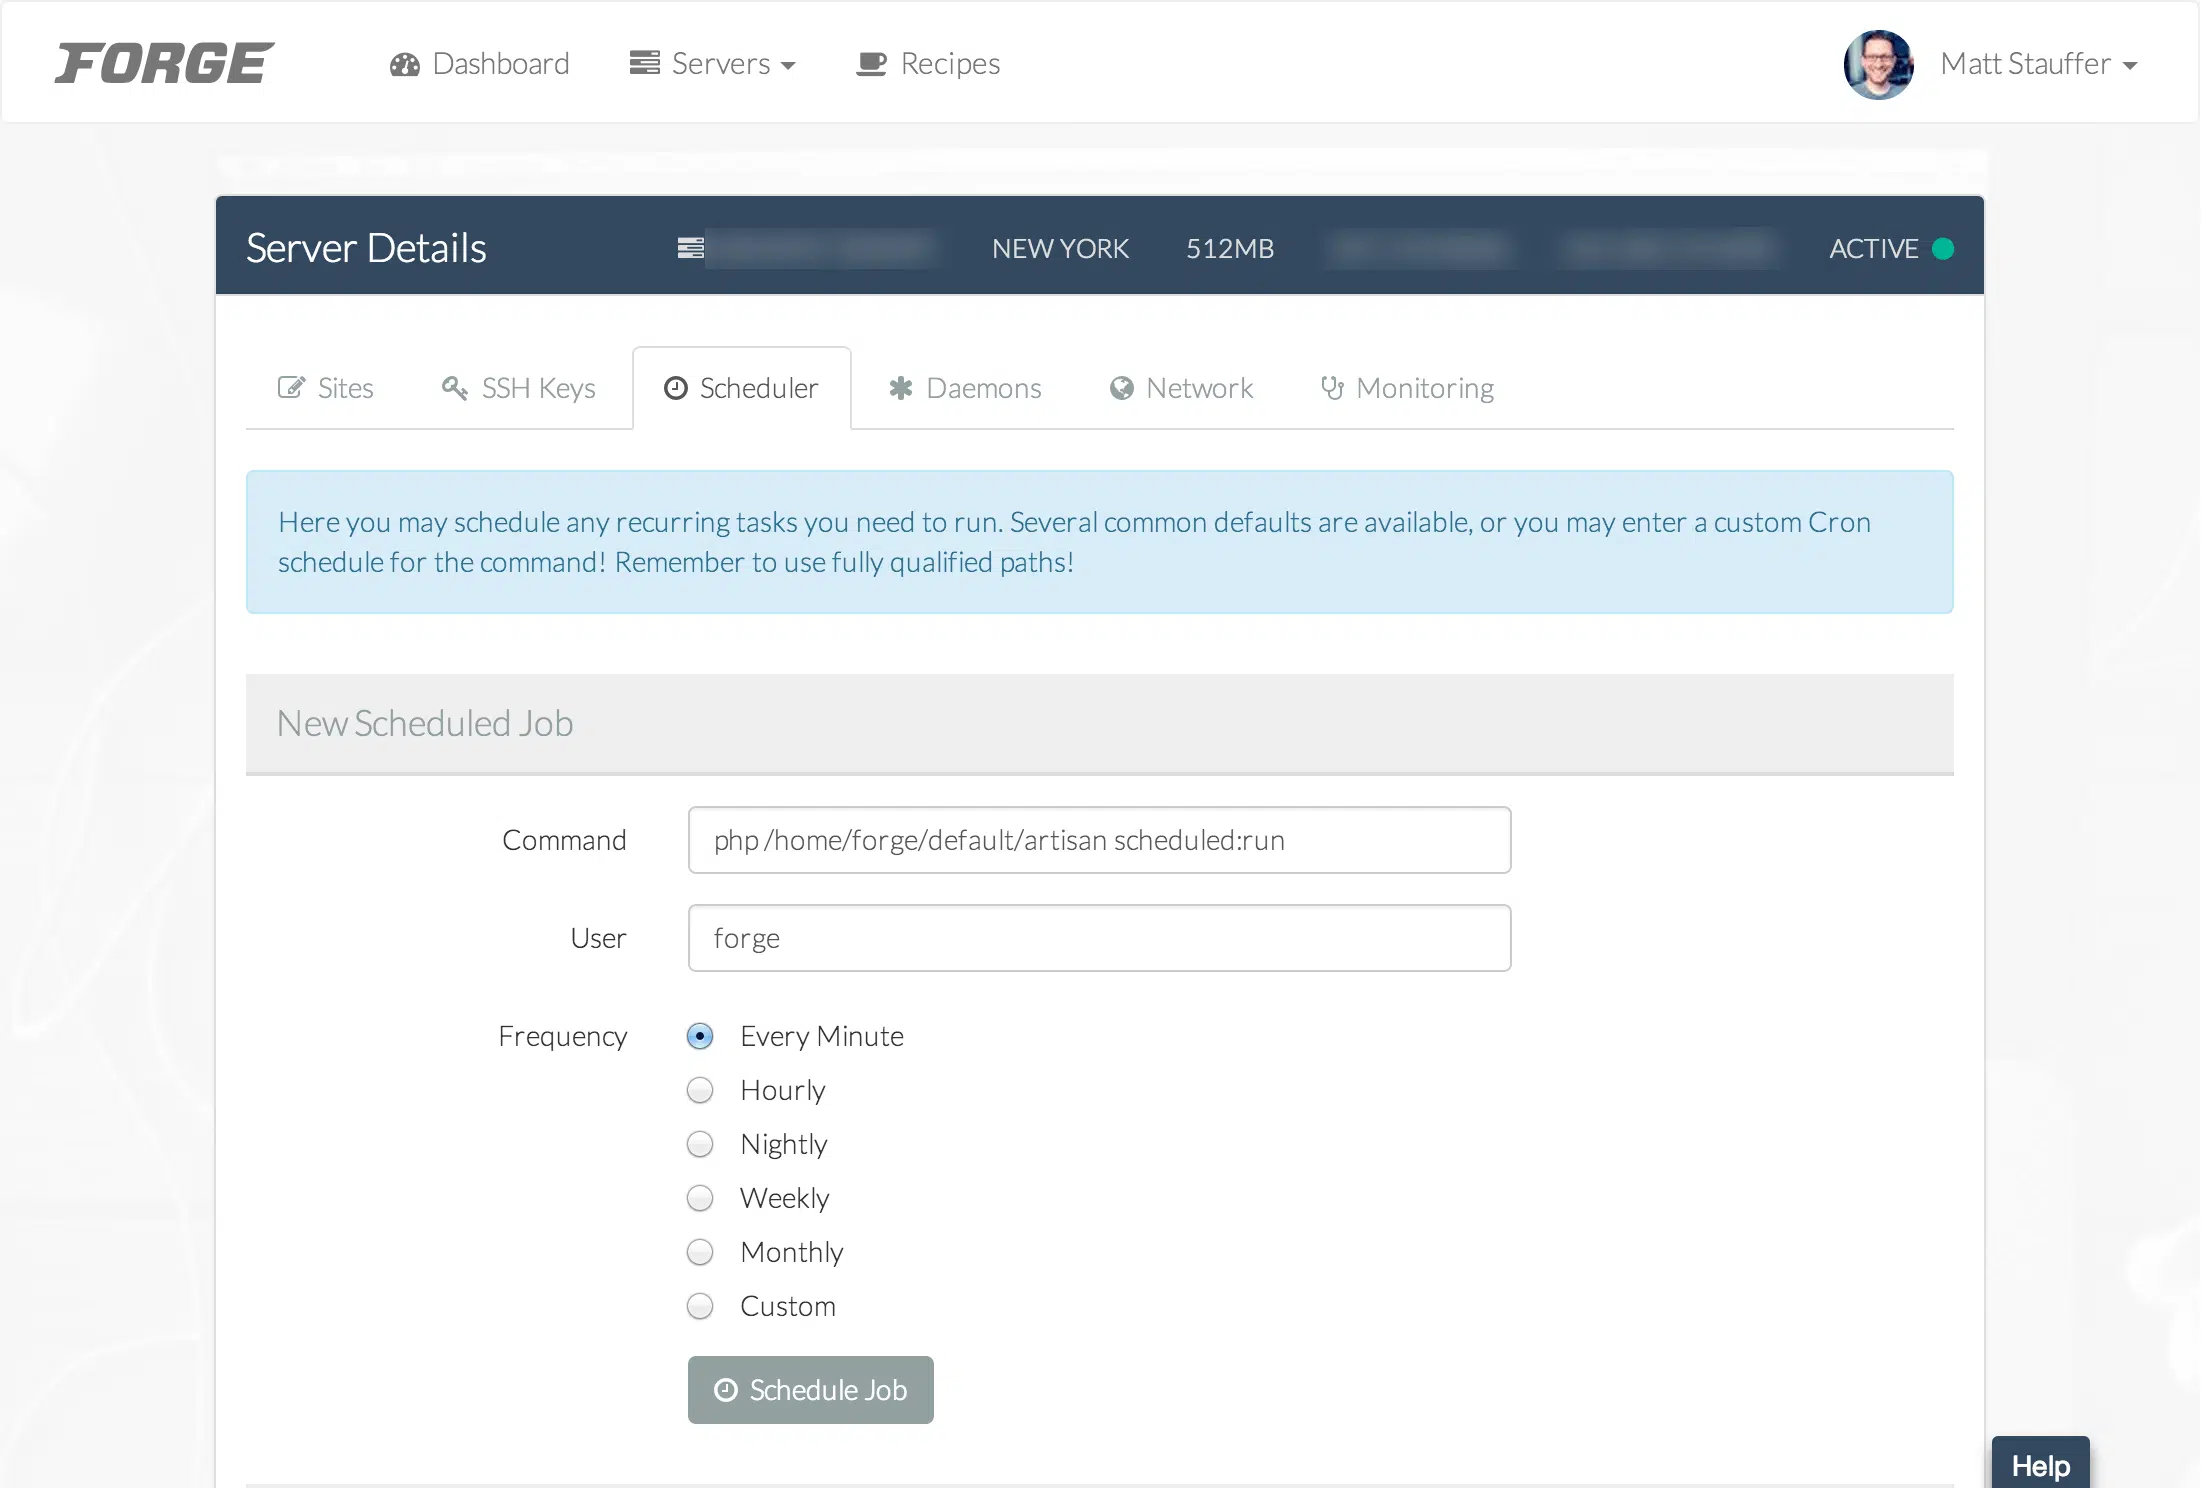 FORGE Dashboard Servers Recipes Matt Stauffer
Server Details NEW YORK 512MB ACTIVE
Sites SSH Keys Scheduler Daemons Network Monitoring
Here you may schedule any recurring tasks you need to run. Several common defaults are available, or you may enter a custom Cron
schedule for the command! Remember to use fully qualified paths!
New Scheduled Job
Command php /home/forge/default/artisan scheduled:run
User forge
Frequency Every Minute
Hourly
Nightly
Weekly
Monthly
Custom
Schedule Job
Help